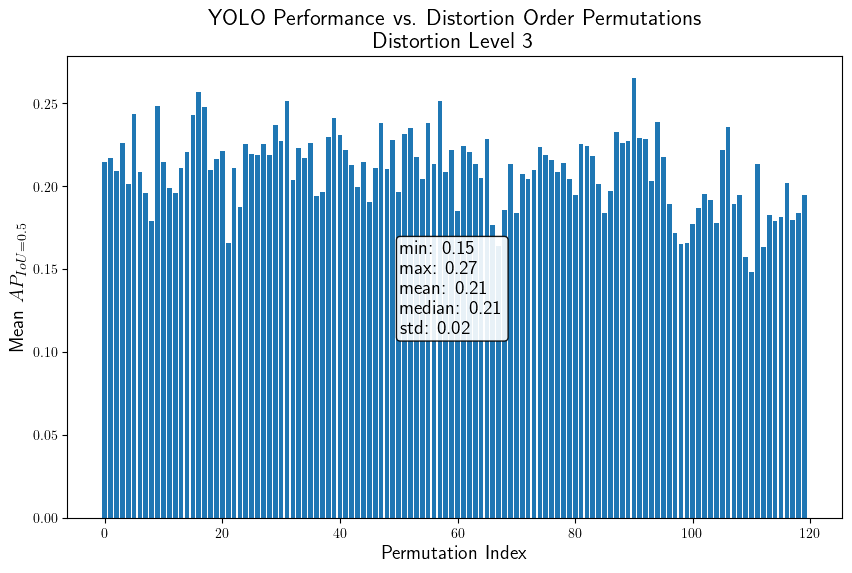 YOLO Performance vs. Distortion Order Permutations
Distortion Level 3
Mean AP_{IoU=0.5}
0.25
0.20
0.15
0.10
0.05
0.00
min: 0.15
max: 0.27
mean: 0.21
median: 0.21
std: 0.02
0 20 40 60 80 100 120
Permutation Index